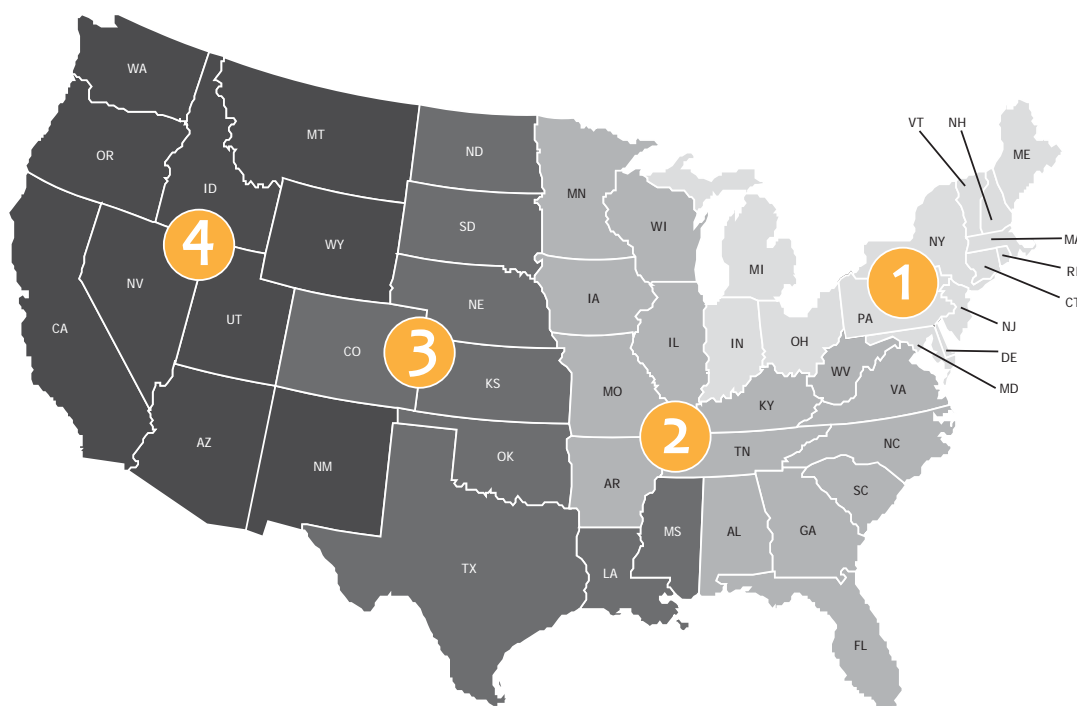 WA
MT
ND
VT
NH
ME
OR
MN
ID
SD
WI
NY
MA
4
WY
MI
RI
1
NV
NE
IA
CT
UT
PA
NJ
CA
CO
3
IL
IN
OH
DE
KS
MO
WV
VA
MD
KY
2
AZ
NM
OK
TN
NC
AR
SC
MS
AL
GA
TX
LA
FL